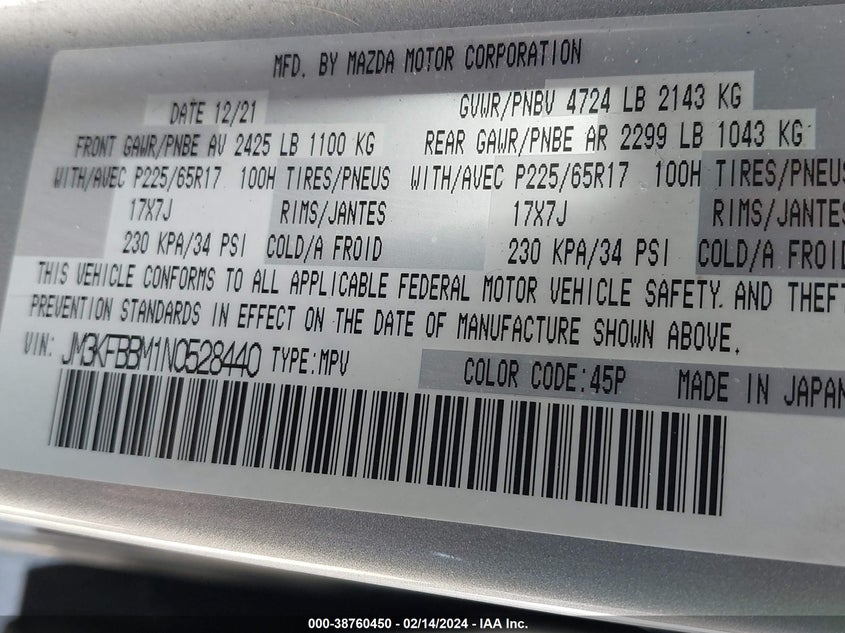 MFD. BY MAZDA MOTOR CORPORATION
DATE 12/21 GVWR/PNBV 4724 LB 2143 KG
FRONT GAWR/PNBE AV 2425 LB 1100 KG REAR GAWR/PNBE AR 2299 LB 1043 KG
WITH/AVEC P225/65R17 100H TIRES/PNEUS WITH/AVEC P225/65R17 100H TIRES/PNEUS
17X7J RIMS/JANTES 17X7J RIMS/JANTES
230 KPA/34 PSI COLD/A FROID 230 KPA/34 PSI COLD/A FROID
THIS VEHICLE CONFORMS TO ALL APPLICABLE FEDERAL MOTOR VEHICLE SAFETY. AND THEFT
PREVENTION STANDARDS IN EFFECT ON THE DATE OF MANUFACTURE SHOWN ABOVE.
VIN: JM3KFBBM1N0528440 TYPE:MPV COLOR CODE:45P MADE IN JAPAN
000-38760450 - 02/14/2024 - IAA Inc.